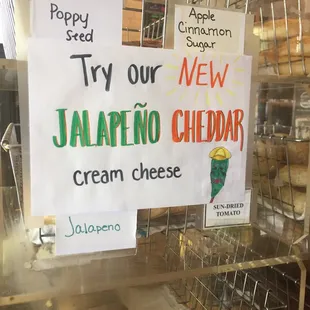 Poppy
Seed
Apple
Cinnamon
Sugar
Try our NEW
JALAPEÑO CHEDDAR
cream cheese
SUN-DRIED
TOMATO
Jalapeno